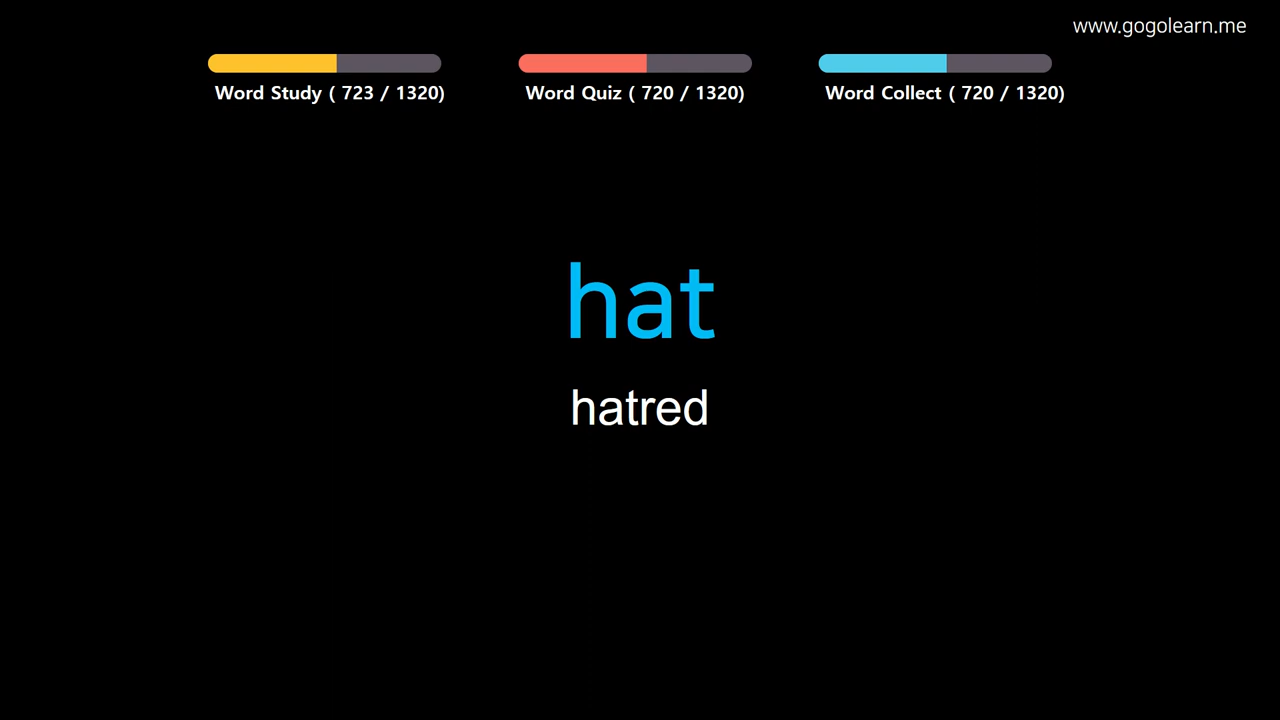 www.gogolearn.me
Word Study ( 723 / 1320)
Word Quiz ( 720 / 1320)
Word Collect ( 720 / 1320)
hat
hatred